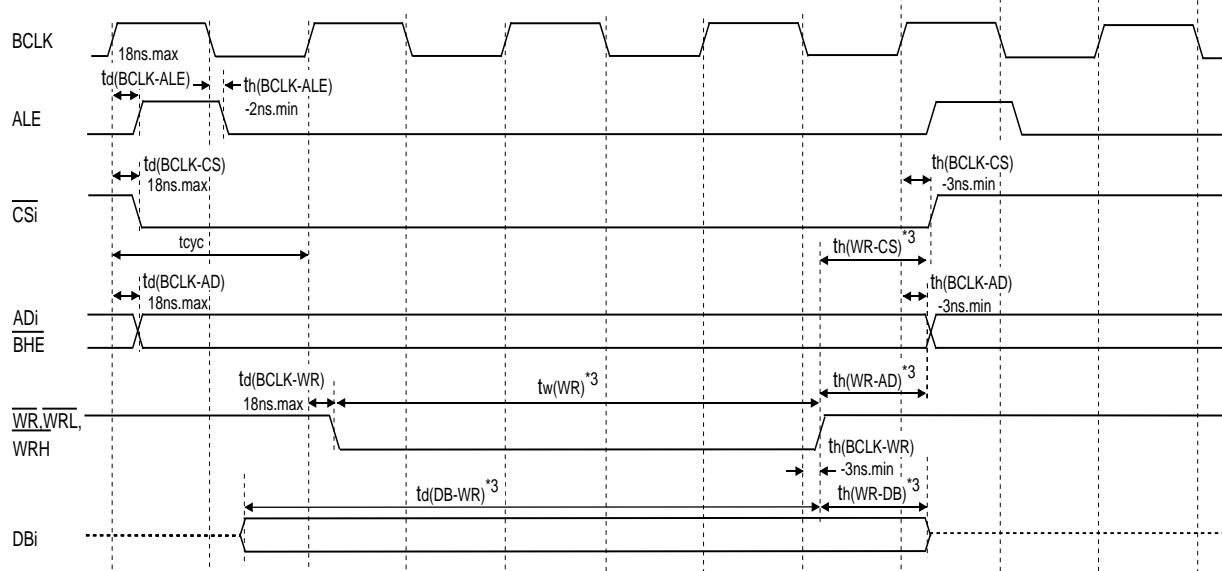 BCLK
18ns.max
td(BCLK-ALE)
th(BCLK-ALE)
-2ns.min
ALE
td(BCLK-CS)
18ns.max
th(BCLK-CS)
-3ns.min
CSi
tcyc
th(WR-CS)*3
td(BCLK-AD)
18ns.max
th(BCLK-AD)
-3ns.min
ADi
BHE
td(BCLK-WR)
18ns.max
tw(WR)*3
th(WR-AD)*3
WR,WRL,
WRH
th(BCLK-WR)
-3ns.min
td(DB-WR)*3
th(WR-DB)*3
DBi